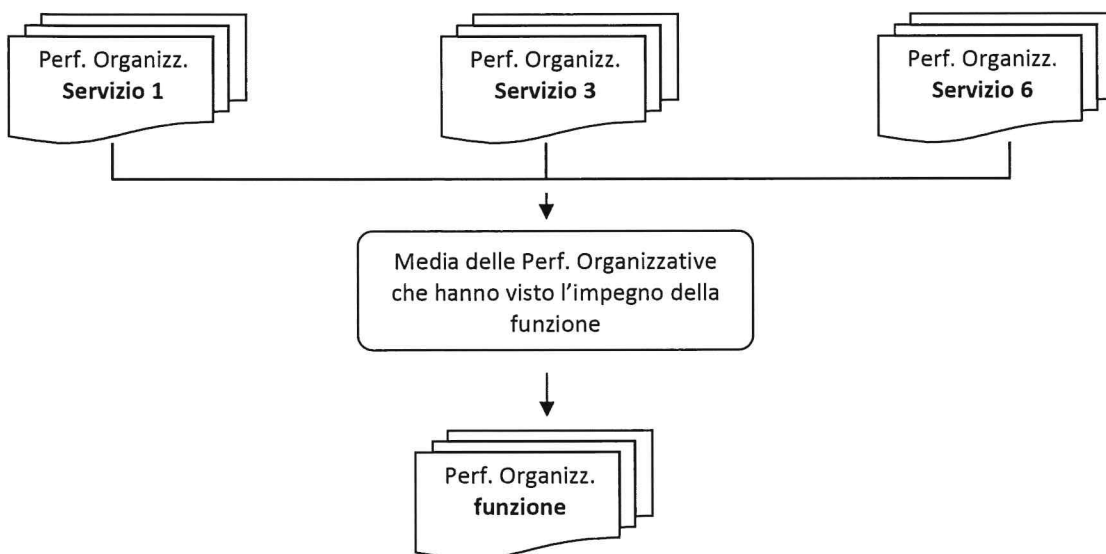 Perf. Organizz.
Servizio 1
Perf. Organizz.
Servizio 3
Perf. Organizz.
Servizio 6
Media delle Perf. Organizzative
che hanno visto l’impegno della
funzione
Perf. Organizz.
funzione